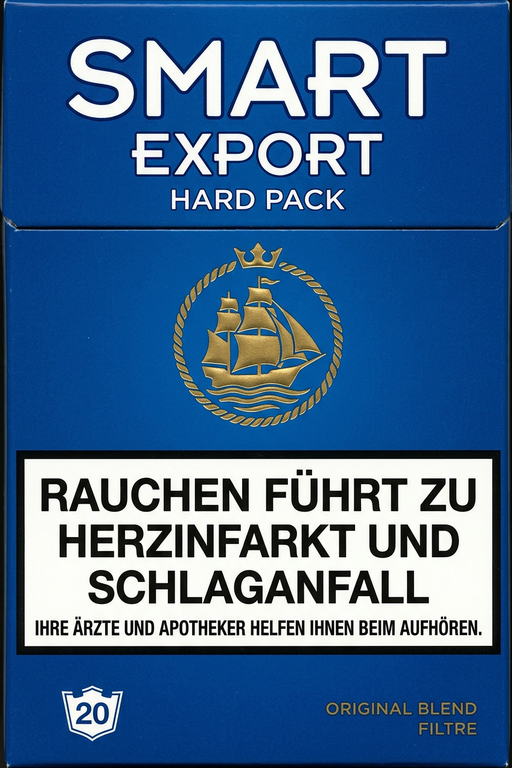 SMART
EXPORT
HARD PACK
RAUCHEN FÜHRT ZU
HERZINFARKT UND
SCHLAGANFALL
IHRE ÄRZTE UND APOTHEKER HELFEN IHNEN BEIM AUFHÖREN.
20
ORIGINAL BLEND
FILTRE